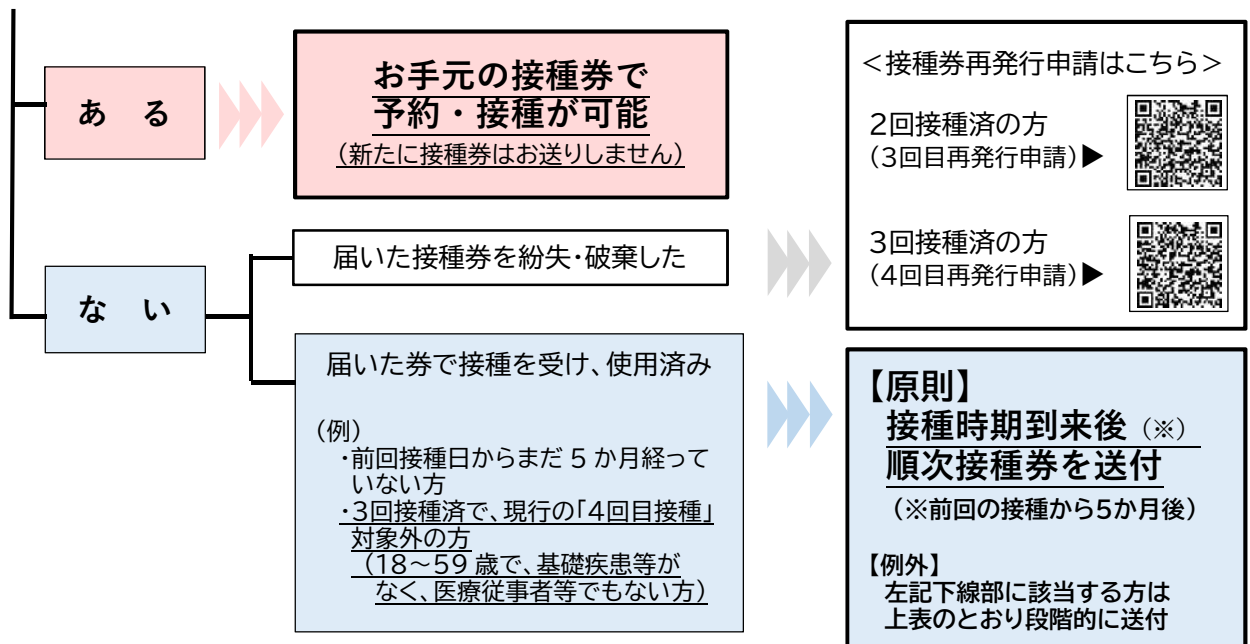 ある
お手元の接種券で
予約・接種が可能
(新たに接種券はお送りしません)
<接種券再発行申請はこちら>
2回接種済の方
(3回目再発行申請)▶
3回接種済の方
(4回目再発行申請)▶
ない
届いた接種券を紛失・破棄した
届いた券で接種を受け、使用済み
(例)
・前回接種日からまだ 5 か月経って
いない方
・3回接種済で、現行の「4回目接種」
対象外の方
(18~59 歳で、基礎疾患等が
なく、医療従事者等でもない方)
【原則】
接種時期到来後(※)
順次接種券を送付
(※前回の接種から5か月後)
【例外】
左記下線部に該当する方は
上表のとおり段階的に送付